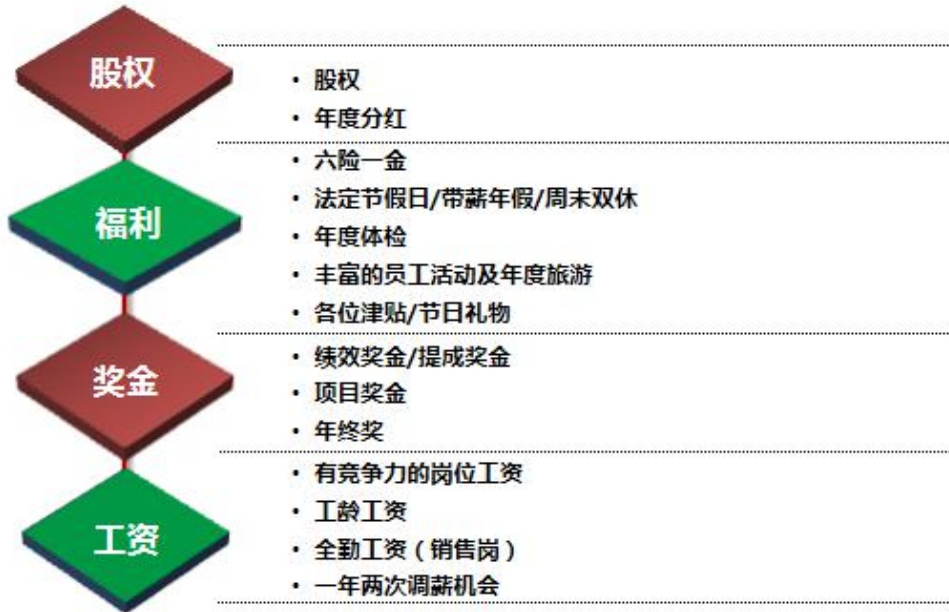 股权
• 股权
• 年度分红
福利
• 六险一金
• 法定节假日/带薪年假/周末双休
• 年度体检
• 丰富的员工活动及年度旅游
• 各位津贴/节日礼物
奖金
• 绩效奖金/提成奖金
• 项目奖金
• 年终奖
工资
• 有竞争力的岗位工资
• 工龄工资
• 全勤工资（销售岗）
• 一年两次调薪机会